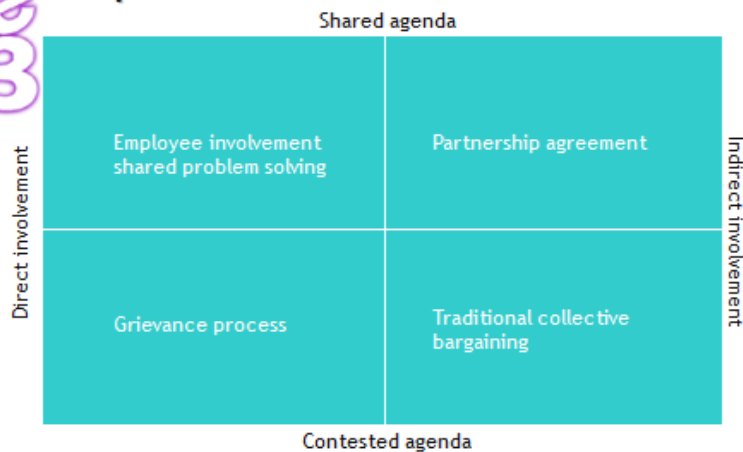 Shared agenda
Employee involvement
shared problem solving
Partnership agreement
Direct involvement
Indirect involvement
Grievance process
Traditional collective
bargaining
Contested agenda